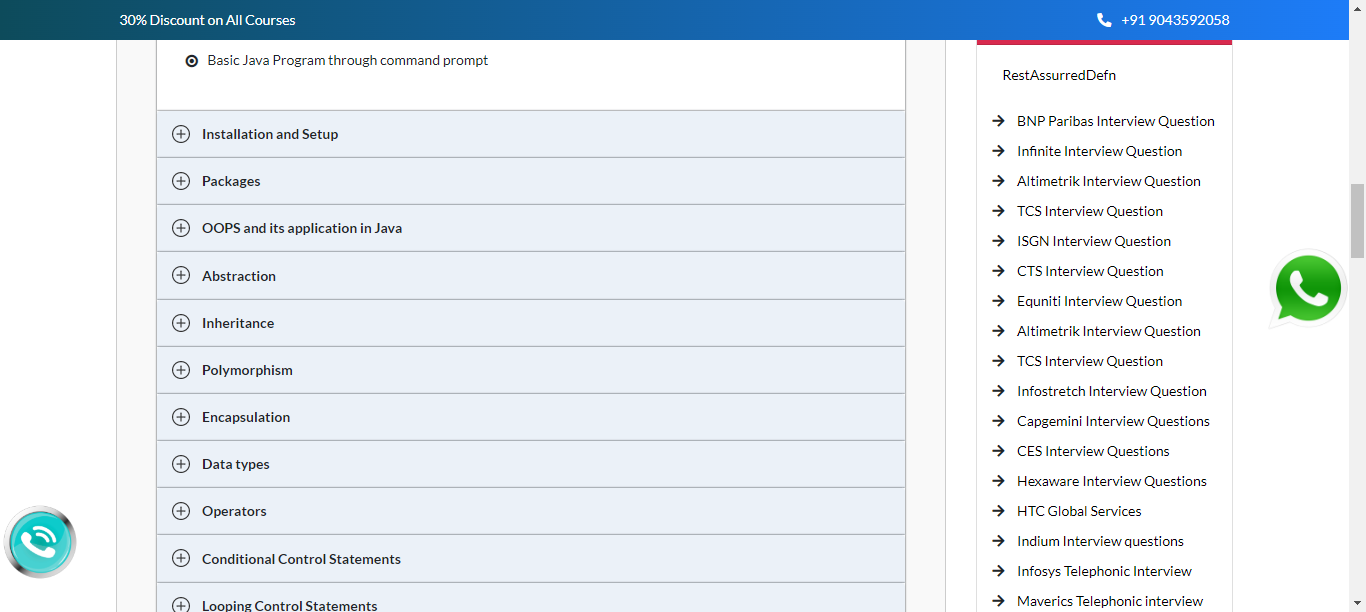 30% Discount on All Courses
+91 9043592058
Basic Java Program through command prompt
Installation and Setup
Packages
OOPS and its application in Java
Abstraction
Inheritance
Polymorphism
Encapsulation
Data types
Operators
Conditional Control Statements
Looping Control Statements
RestAssurredDefn
BNP Paribas Interview Question
Infinite Interview Question
Altimetrik Interview Question
TCS Interview Question
ISGN Interview Question
CTS Interview Question
Equniti Interview Question
Altimetrik Interview Question
TCS Interview Question
Infostretch Interview Question
Capgemini Interview Questions
CES Interview Questions
Hexaware Interview Questions
HTC Global Services
Indium Interview questions
Infosys Telephonic Interview
Maverics Telephonic interview